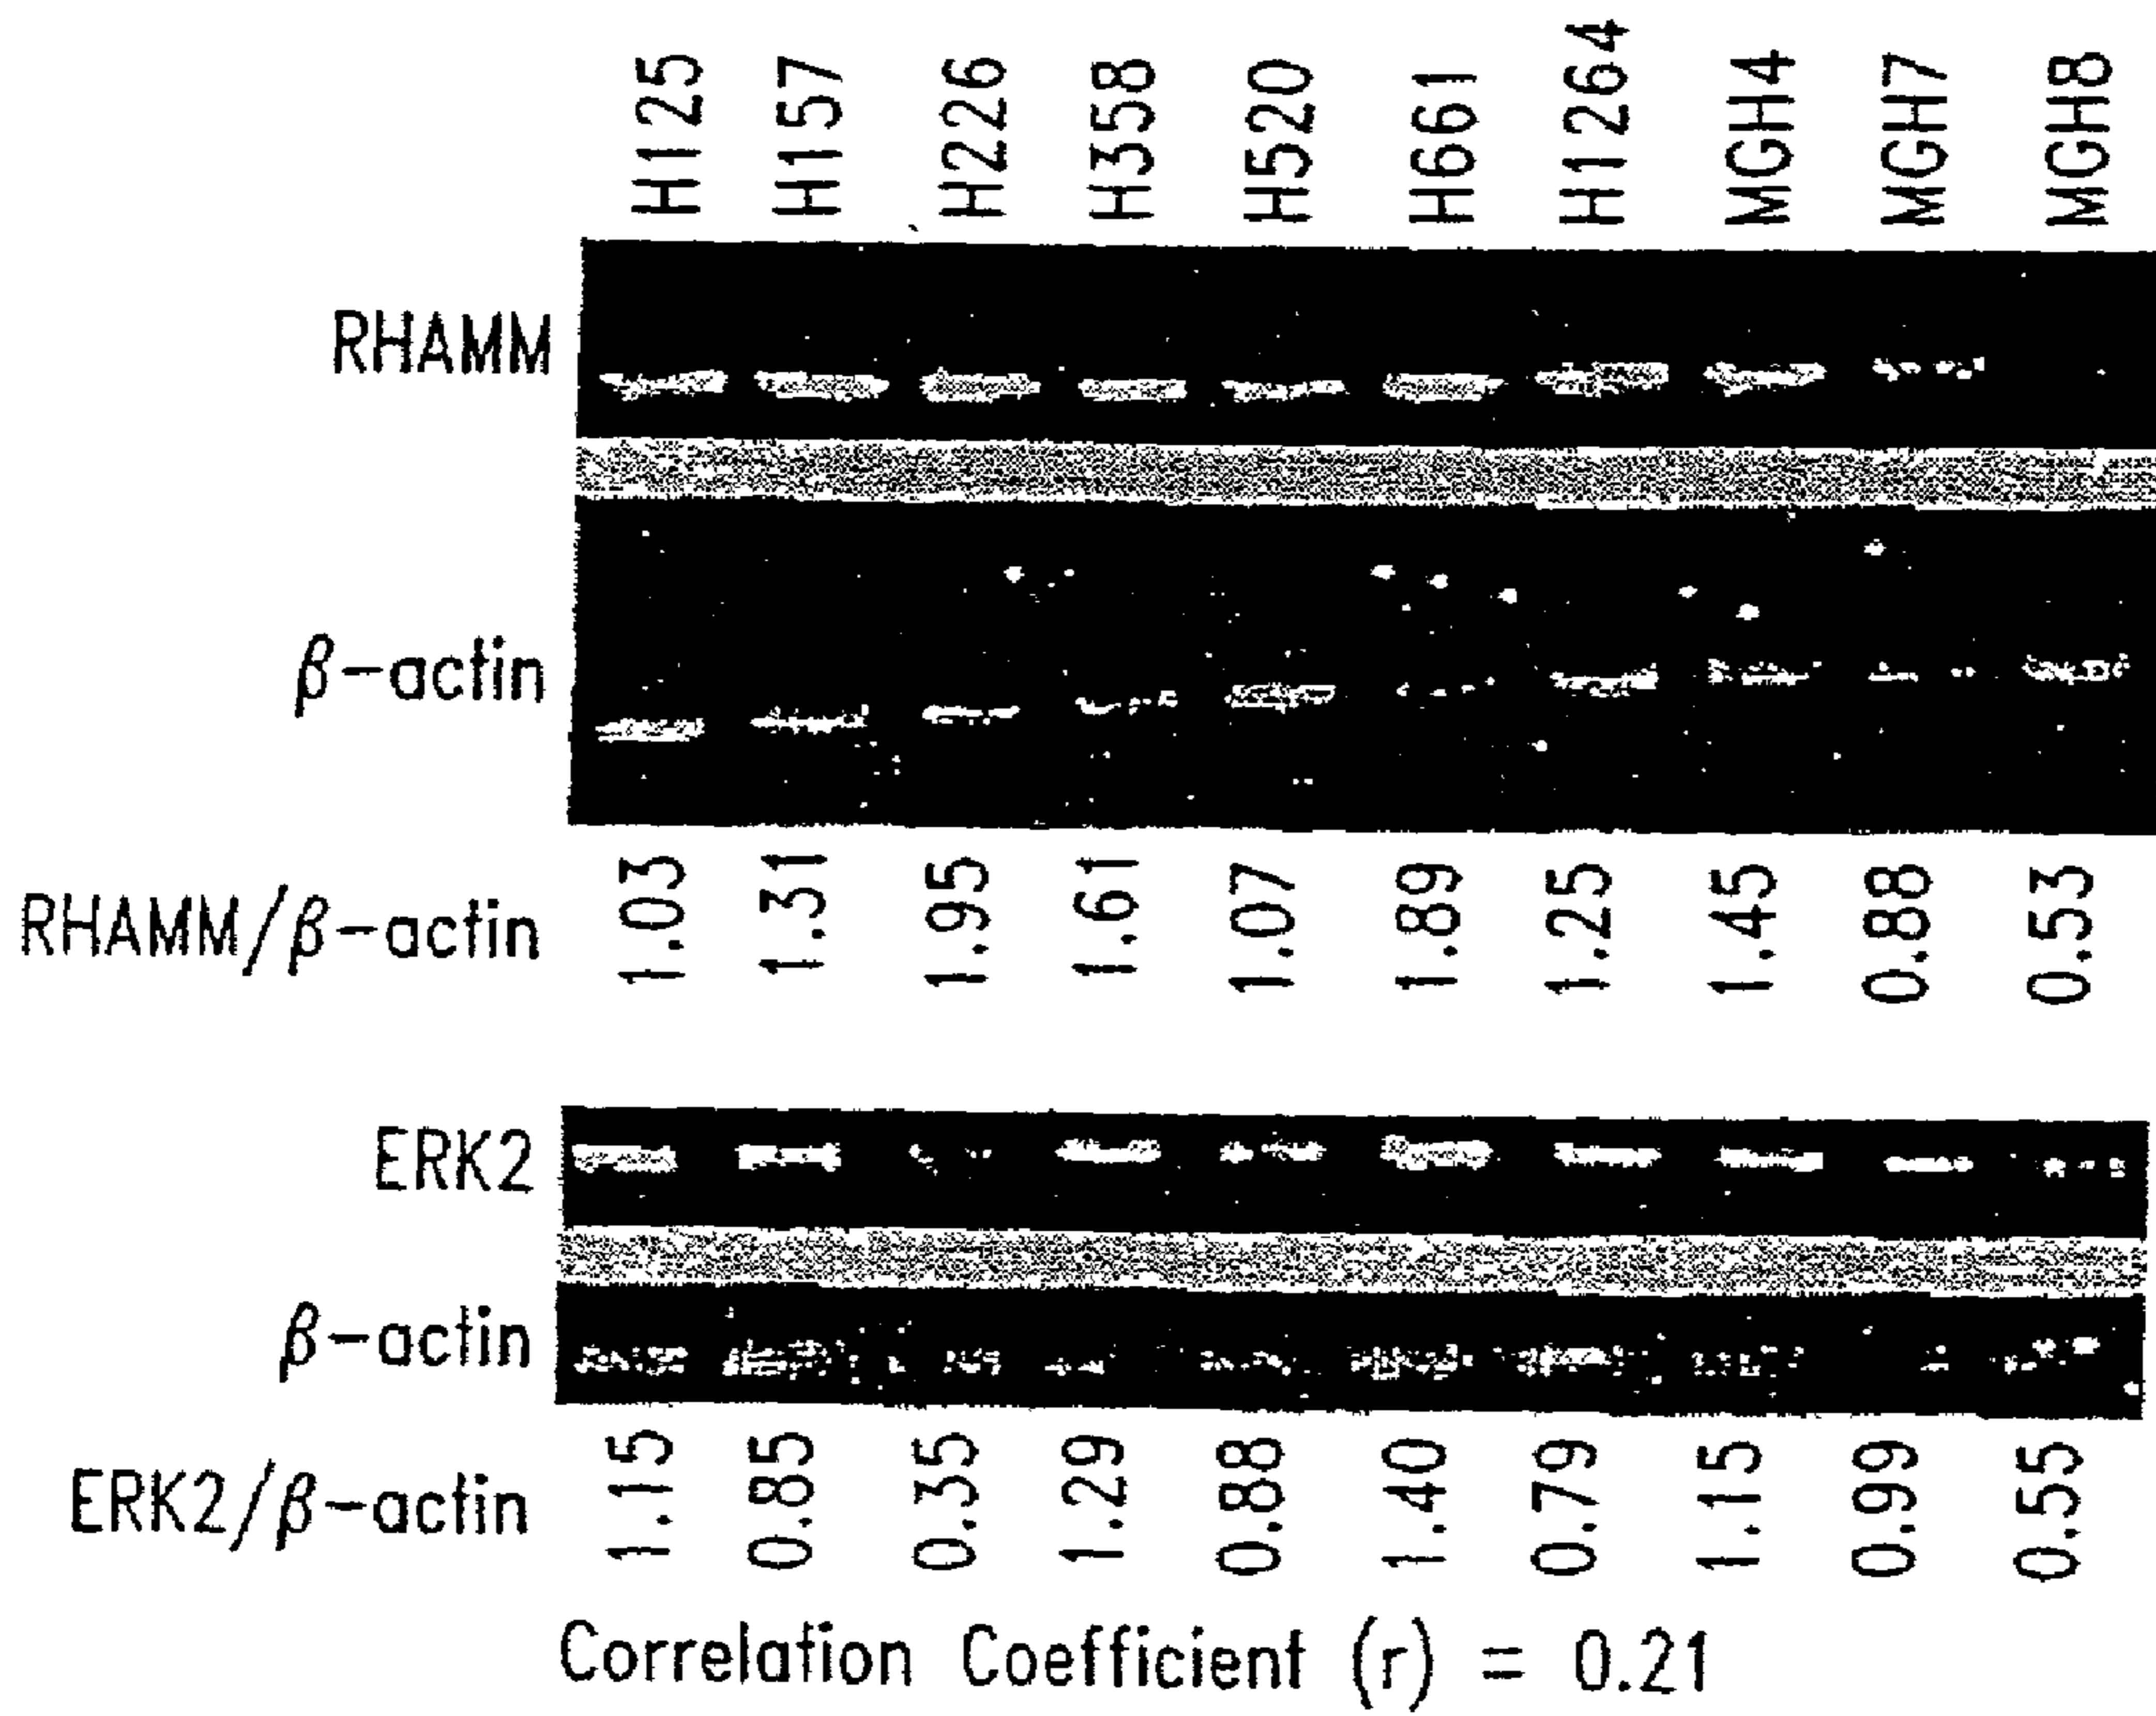 H125 H157 H226 H358 H520 H661 H1264 MGH4 MGH7 MGH8
RHAMM
β-actin
RHAMM/β-actin 1.03 1.31 1.95 1.61 1.07 1.89 1.25 1.45 0.88 0.53
ERK2
β-actin
ERK2/β-actin 1.15 0.85 0.35 1.29 0.88 1.40 0.79 1.15 0.99 0.55
Correlation Coefficient (r) = 0.21